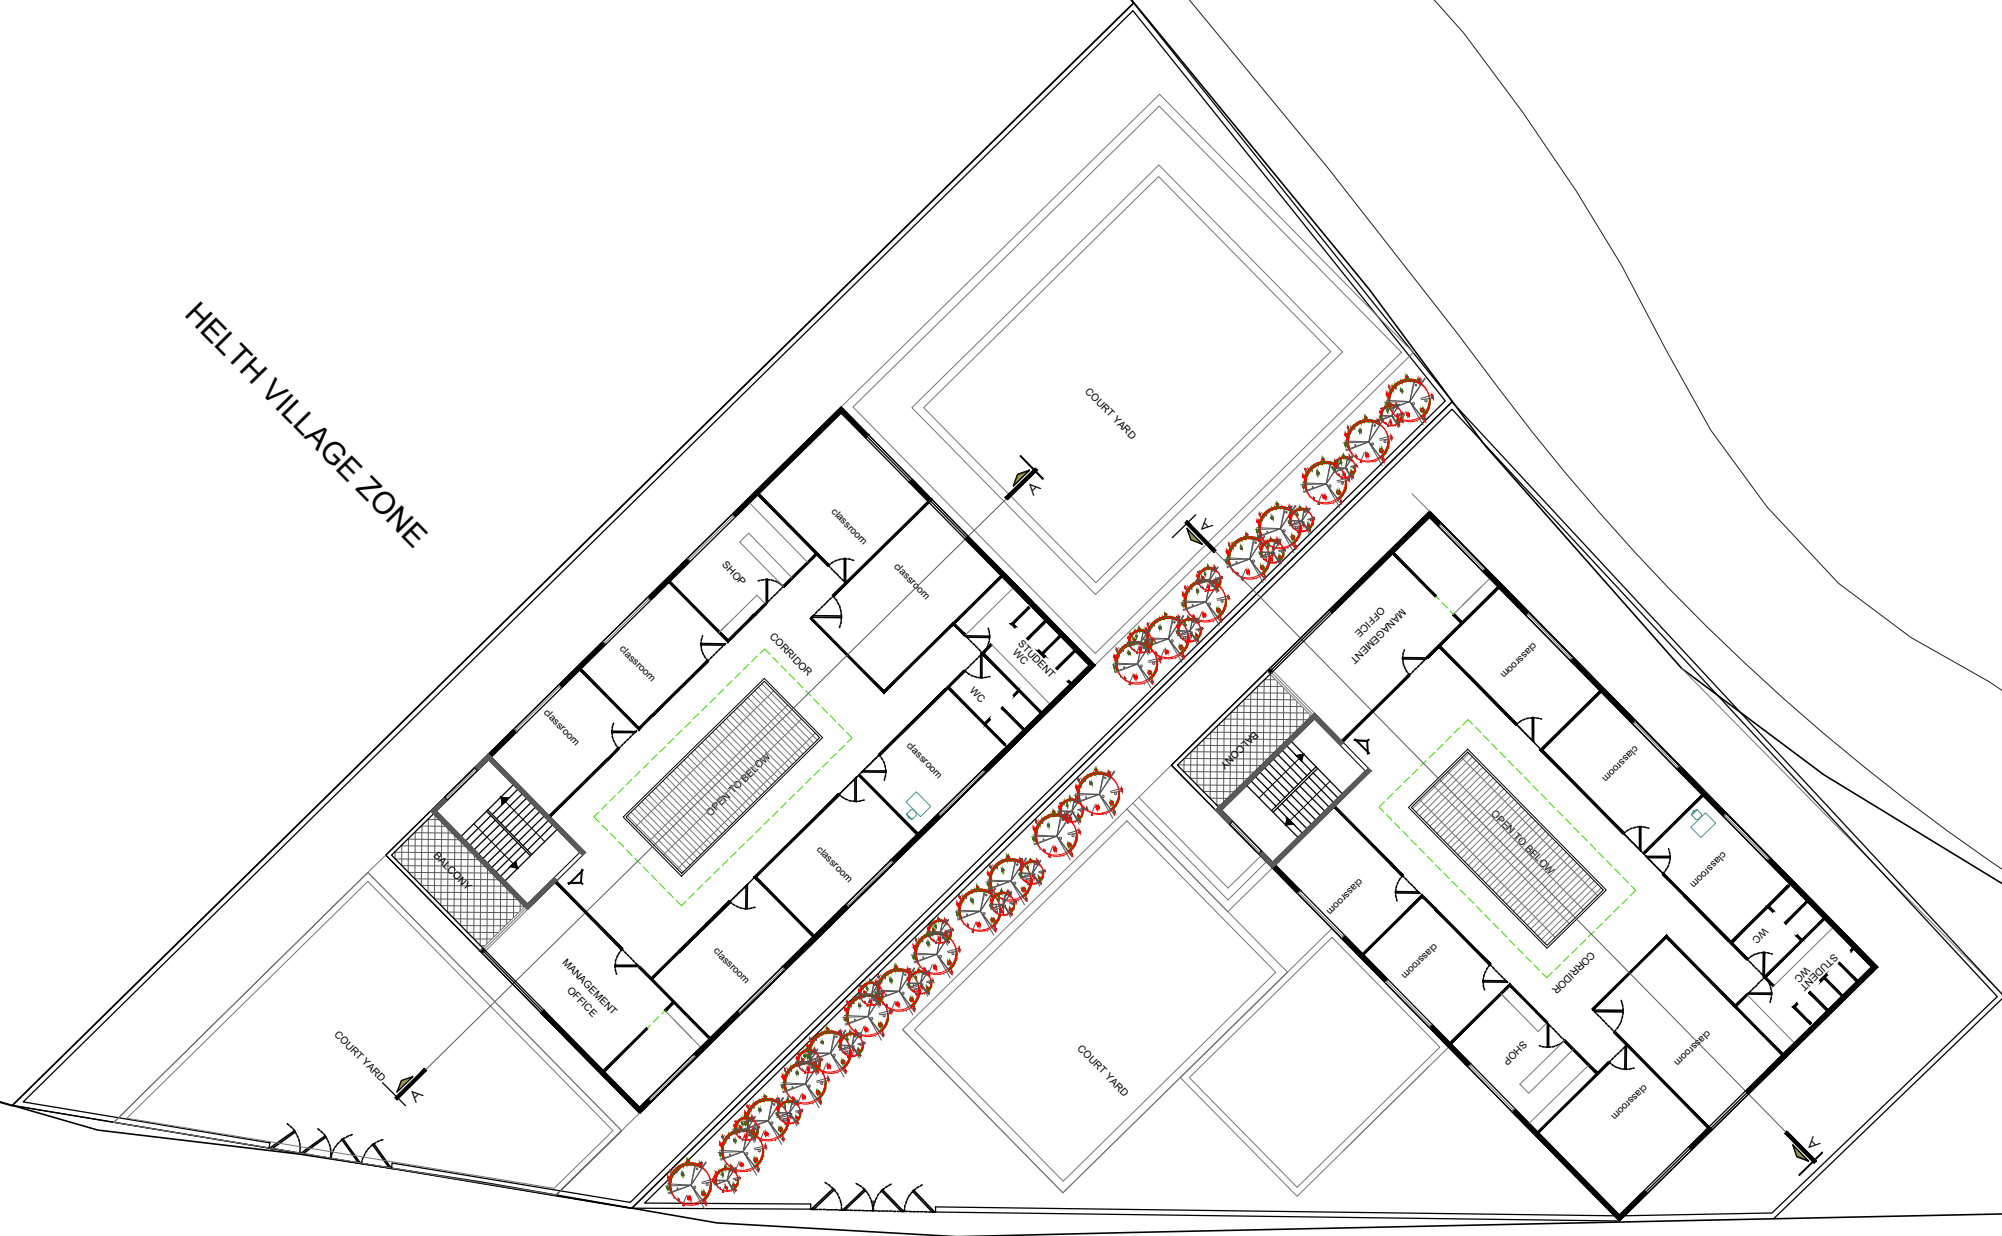 HELTH VILLAGE ZONE
COURT YARD
A
A
classroom
classroom
SHOP
classroom
classroom
CORRIDOR
STUDENT
WC
WC
OPEN TO BELOW
classroom
BALCONY
classroom
classroom
MANAGEMENT
OFFICE
COURT YARD
A
MANAGEMENT
OFFICE
classroom
BALCONY
classroom
OPEN TO BELOW
classroom
classroom
WC
STUDENT
WC
classroom
CORRIDOR
SHOP
classroom
classroom
COURT YARD
A